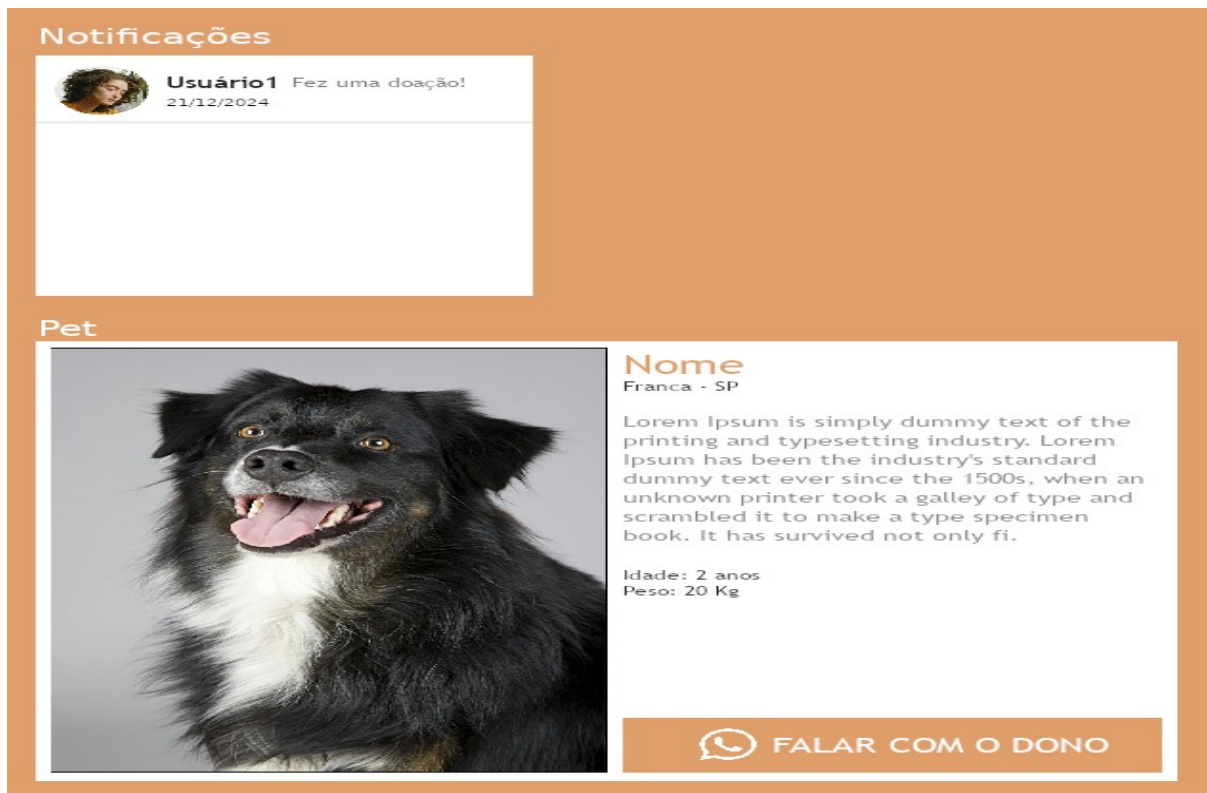 Notificações
Usuário1 Fez uma doação!
21/12/2024
Pet
Nome
Franca - SP
Lorem Ipsum is simply dummy text of the
printing and typesetting industry. Lorem
Ipsum has been the industry's standard
dummy text ever since the 1500s, when an
unknown printer took a galley of type and
scrambled it to make a type specimen
book. It has survived not only fi.
Idade: 2 anos
Peso: 20 Kg
FALAR COM O DONO